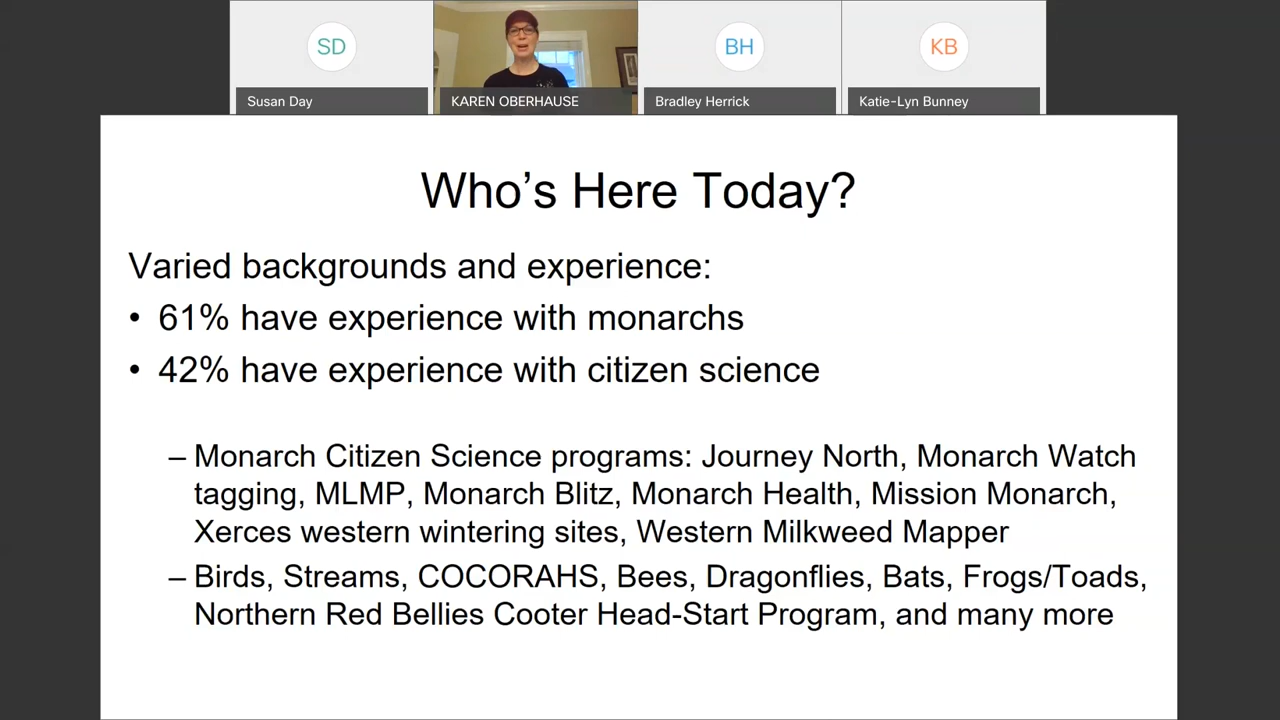 SD
BH
KB
Susan Day
KAREN OBERHAUSE
Bradley Herrick
Katie-Lyn Bunney
Who's Here Today?
Varied backgrounds and experience:
• 61% have experience with monarchs
• 42% have experience with citizen science
– Monarch Citizen Science programs: Journey North, Monarch Watch
tagging, MLMP, Monarch Blitz, Monarch Health, Mission Monarch,
Xerces western wintering sites, Western Milkweed Mapper
– Birds, Streams, COCORAHS, Bees, Dragonflies, Bats, Frogs/Toads,
Northern Red Bellies Cooter Head-Start Program, and many more